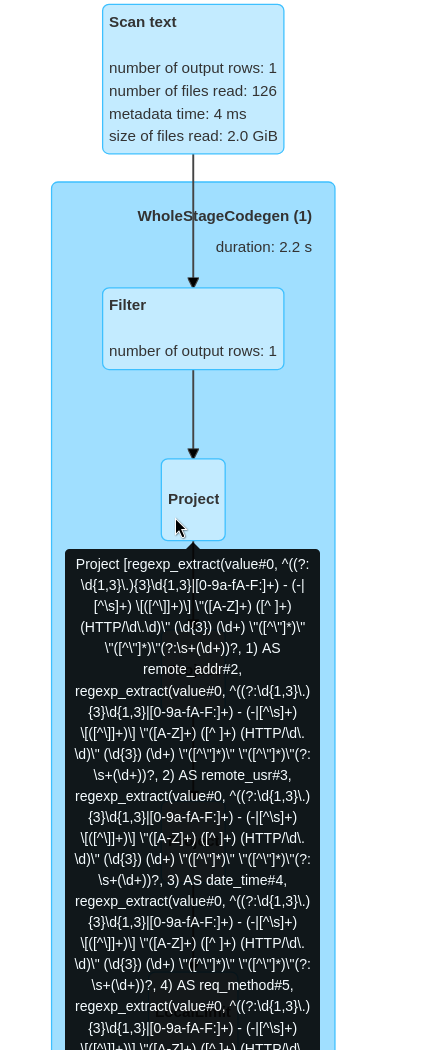 Scan text
number of output rows: 1
number of files read: 126
metadata time: 4 ms
size of files read: 2.0 GiB
WholeStageCodegen (1)
duration: 2.2 s
Filter
number of output rows: 1
Project
Project [regexp_extract(value#0, ^((?:
\d{1,3}\.){3}\d{1,3}|[0-9a-fA-F:]+) - (-|
[^\s]+) \[([^\]]+)\] \"([A-Z]+) ([^ ]+)
(HTTP/\d\.\d)\" (\d{3}) (\d+) \"([^\"]*)\"
\"([^\"]*)\"(?:\s+(\d+))?, 1) AS
remote_addr#2,
regexp_extract(value#0, ^((?:\d{1,3}\.)
{3}\d{1,3}|[0-9a-fA-F:]+) - (-|[^\s]+)
\[([^\]]+)\] \"([A-Z]+) ([^ ]+) (HTTP/\d\.
\d)\" (\d{3}) (\d+) \"([^\"]*)\" \"([^\"]*)\"(?:
\s+(\d+))?, 2) AS remote_usr#3,
regexp_extract(value#0, ^((?:\d{1,3}\.)
{3}\d{1,3}|[0-9a-fA-F:]+) - (-|[^\s]+)
\[([^\]]+)\] \"([A-Z]+) ([^ ]+) (HTTP/\d\.
\d)\" (\d{3}) (\d+) \"([^\"]*)\" \"([^\"]*)\"(?:
\s+(\d+))?, 3) AS date_time#4,
regexp_extract(value#0, ^((?:\d{1,3}\.)
{3}\d{1,3}|[0-9a-fA-F:]+) - (-|[^\s]+)
\[([^\]]+)\] \"([A-Z]+) ([^ ]+) (HTTP/\d\.
\d)\" (\d{3}) (\d+) \"([^\"]*)\" \"([^\"]*)\"(?:
\s+(\d+))?, 4) AS req_method#5,
regexp_extract(value#0, ^((?:\d{1,3}\.)
{3}\d{1,3}|[0-9a-fA-F:]+) - (-|[^\s]+)
\[([^\]]+)\] \"([A-Z]+) ([^ ]+) (HTTP/\d\.